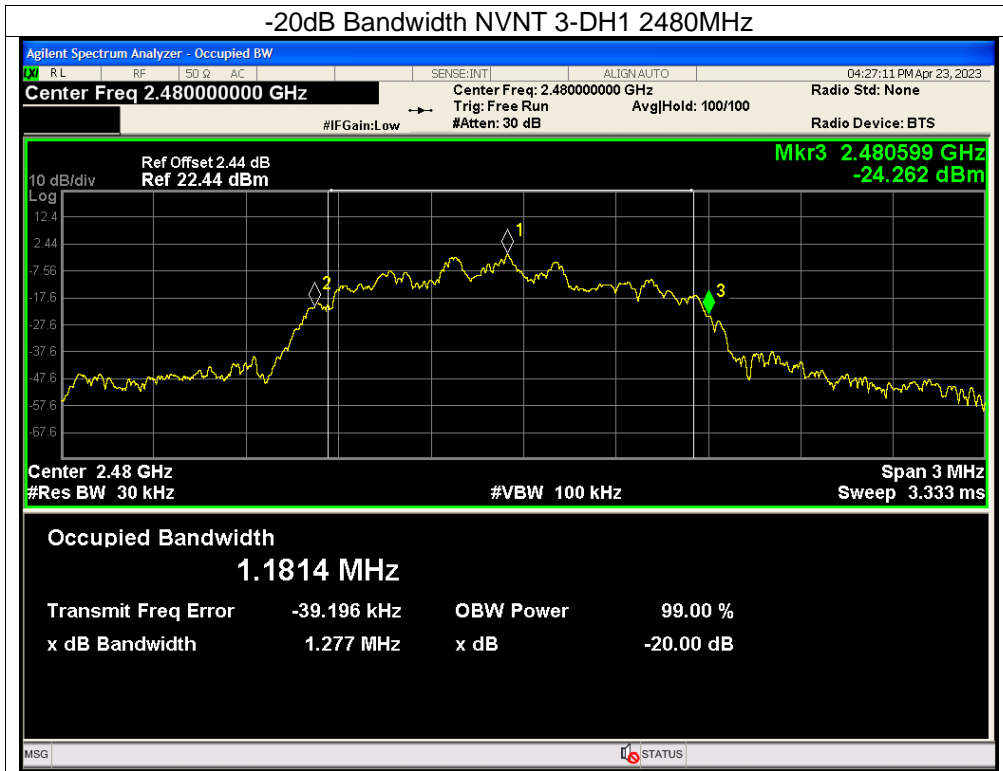 -20dB Bandwidth NVNT 3-DH1 2480MHz
Agilent Spectrum Analyzer - Occupied BW
LXI RL RF 50 Ω AC SENSE:INT ALIGN AUTO 04:27:11 PM Apr 23, 2023
Center Freq 2.480000000 GHz Center Freq: 2.480000000 GHz Radio Std: None
Trig: Free Run Avg|Hold: 100/100
#IFGain:Low #Atten: 30 dB Radio Device: BTS
Mkr3 2.480599 GHz
-24.262 dBm
Ref Offset 2.44 dB
10 dB/div Ref 22.44 dBm
Log
12.4
2.44
-7.56
-17.6
-27.6
-37.6
-47.6
-57.6
-67.6
1
2
3
Center 2.48 GHz Span 3 MHz
#Res BW 30 kHz #VBW 100 kHz Sweep 3.333 ms
Occupied Bandwidth
1.1814 MHz
Transmit Freq Error -39.196 kHz OBW Power 99.00 %
x dB Bandwidth 1.277 MHz x dB -20.00 dB
MSG STATUS